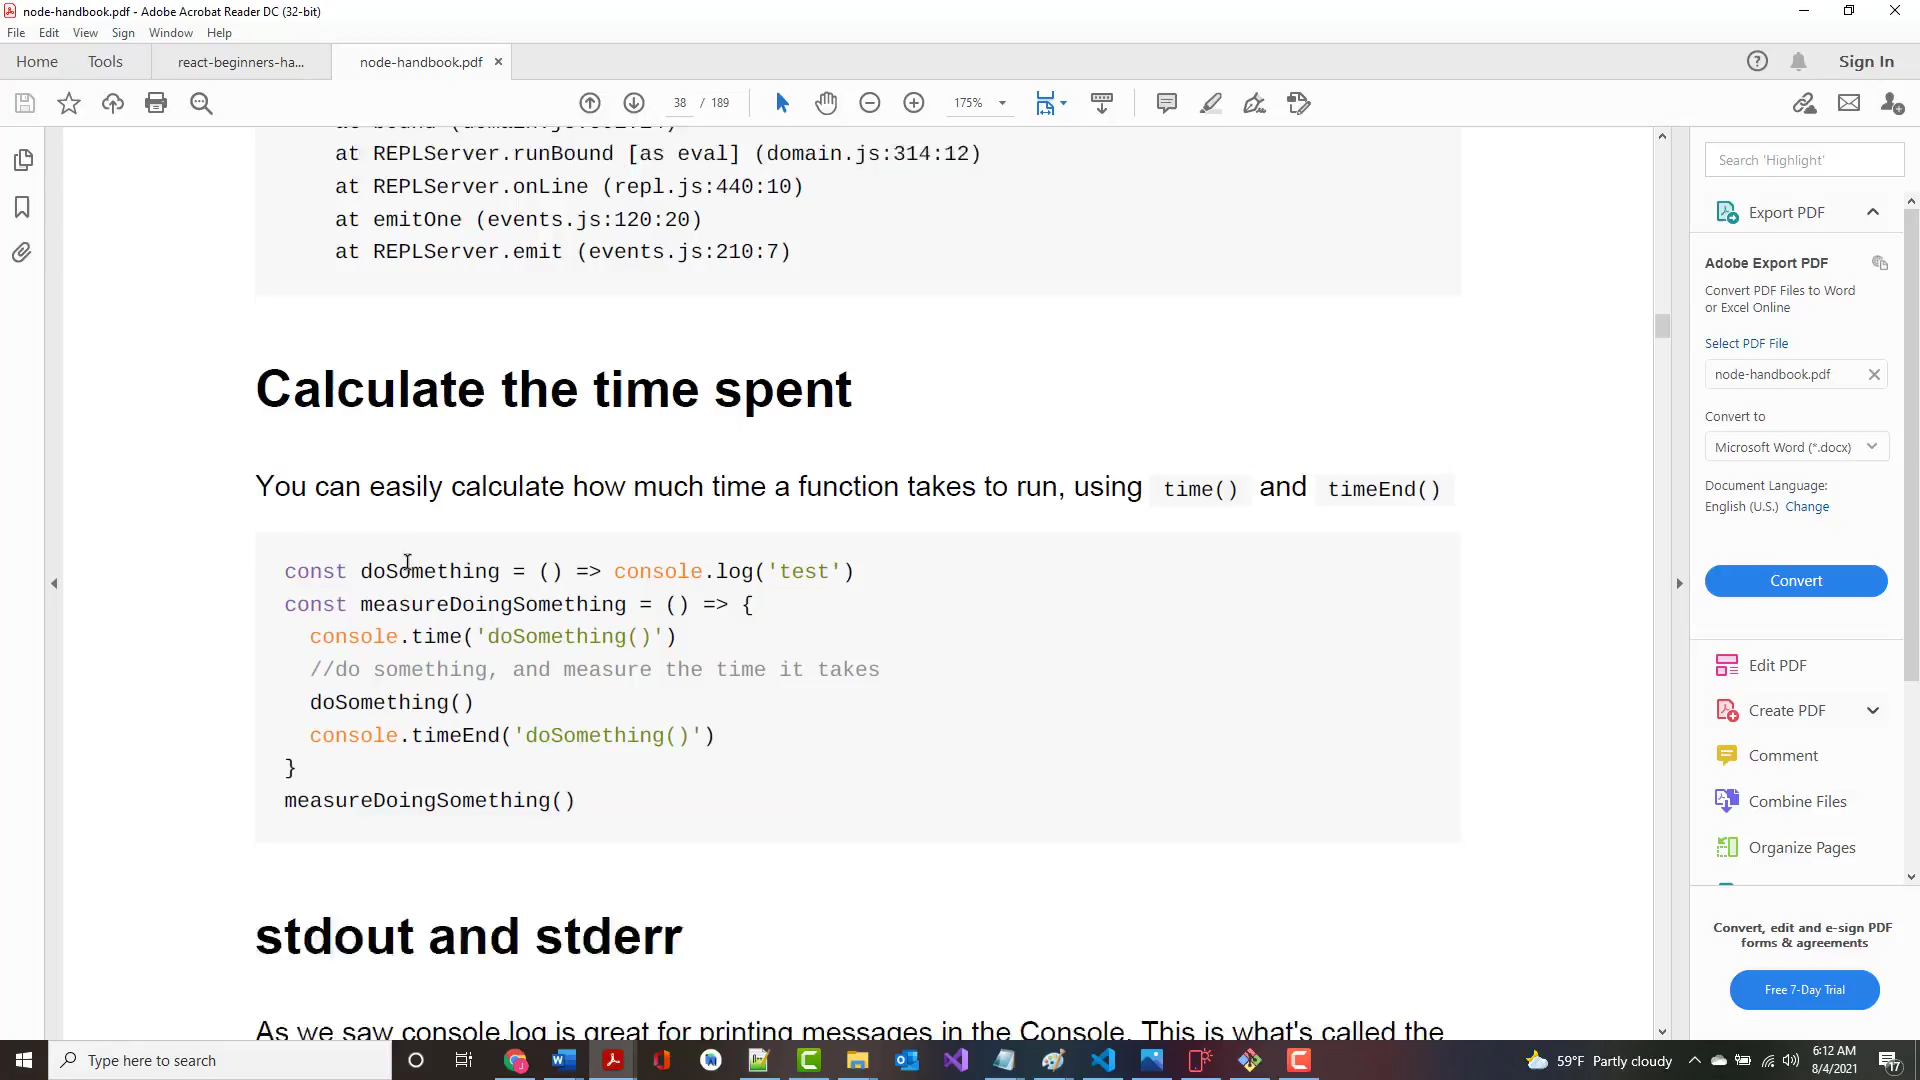 node-handbook.pdf - Adobe Acrobat Reader DC (32-bit)
File Edit View Sign Window Help
Home Tools react-beginners-ha... node-handbook.pdf × Sign In
38 / 189 175%
at REPLServer.runBound [as eval] (domain.js:314:12)
at REPLServer.onLine (repl.js:440:10)
at emitOne (events.js:120:20)
at REPLServer.emit (events.js:210:7)
Calculate the time spent
You can easily calculate how much time a function takes to run, using time() and timeEnd()
const doSomething = () => console.log('test')
const measureDoingSomething = () => {
console.time('doSomething()')
//do something, and measure the time it takes
doSomething()
console.timeEnd('doSomething()')
}
measureDoingSomething()
stdout and stderr
As we saw console.log is great for printing messages in the Console. This is what's called the
Search 'Highlight'
Export PDF
Adobe Export PDF
Convert PDF Files to Word
or Excel Online
Select PDF File
node-handbook.pdf
Convert to
Microsoft Word (*.docx)
Document Language:
English (U.S.) Change
Convert
Edit PDF
Create PDF
Comment
Combine Files
Organize Pages
Convert, edit and e-sign PDF
forms & agreements
Free 7-Day Trial
Type here to search
59°F Partly cloudy
6:12 AM
8/4/2021
17